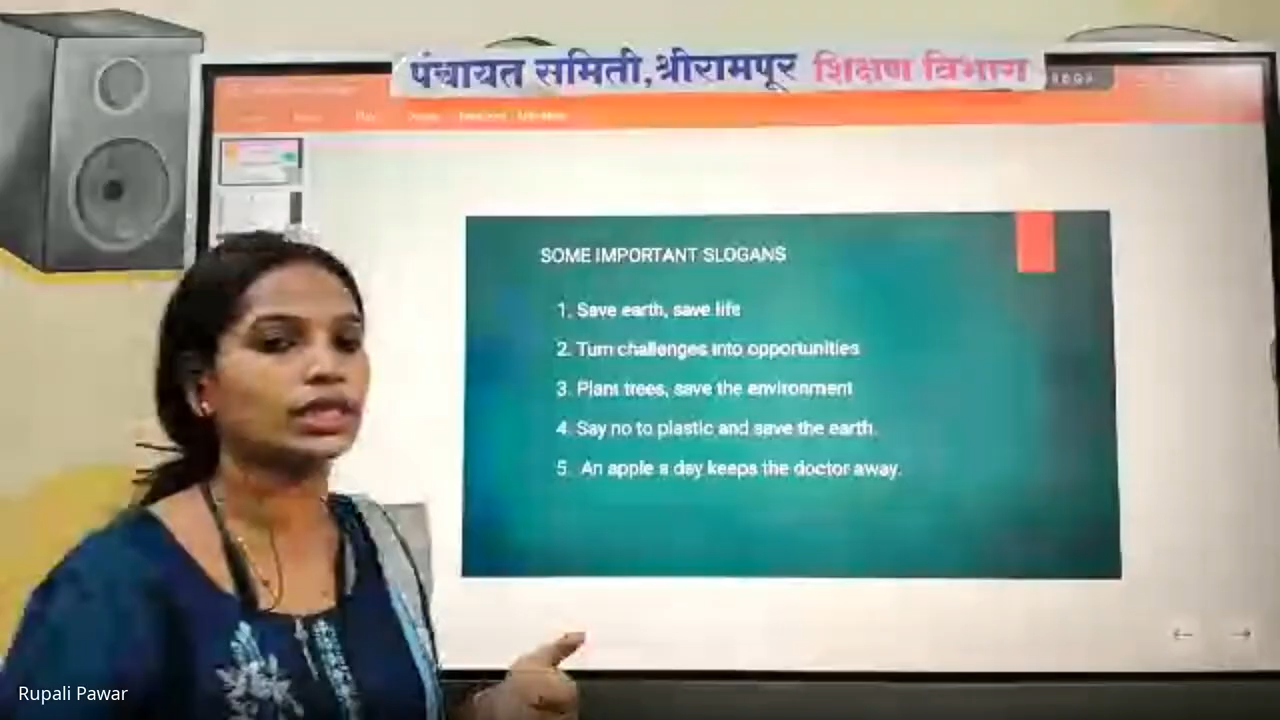 पंचायत समिती,श्रीरामपूर शिक्षण विभाग
SOME IMPORTANT SLOGANS
1. Save earth, save life
2. Turn challenges into opportunities
3. Plant trees, save the environment
4. Say no to plastic and save the earth.
5. An apple a day keeps the doctor away.
Rupali Pawar